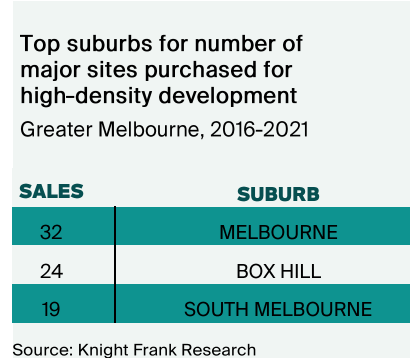 Top suburbs for number of
major sites purchased for
high-density development
Greater Melbourne, 2016-2021
SALES SUBURB
32 MELBOURNE
24 BOX HILL
19 SOUTH MELBOURNE
Source: Knight Frank Research